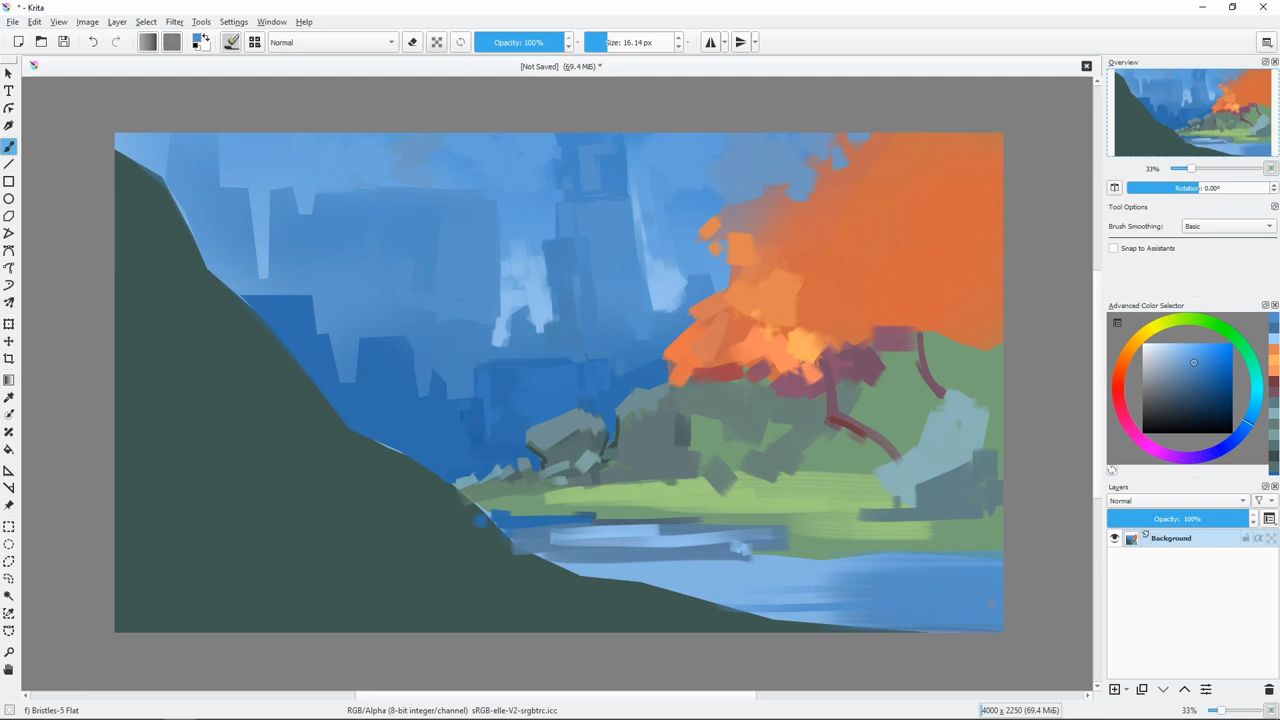 * - Krita
File Edit View Image Layer Select Filter Tools Settings Window Help
Normal Opacity: 100% Size: 16.14 px
[Not Saved] (69.4 MiB) *
Overview
33%
Rotation: 0.00°
Tool Options
Brush Smoothing: Basic
Snap to Assistants
Advanced Color Selector
Layers
Normal
Opacity: 100%
Background
f) Bristles-5 Flat RGB/Alpha (8-bit integer/channel) sRGB-elle-V2-srgbtrc.icc 4000 x 2250 (69.4 MiB) 33%